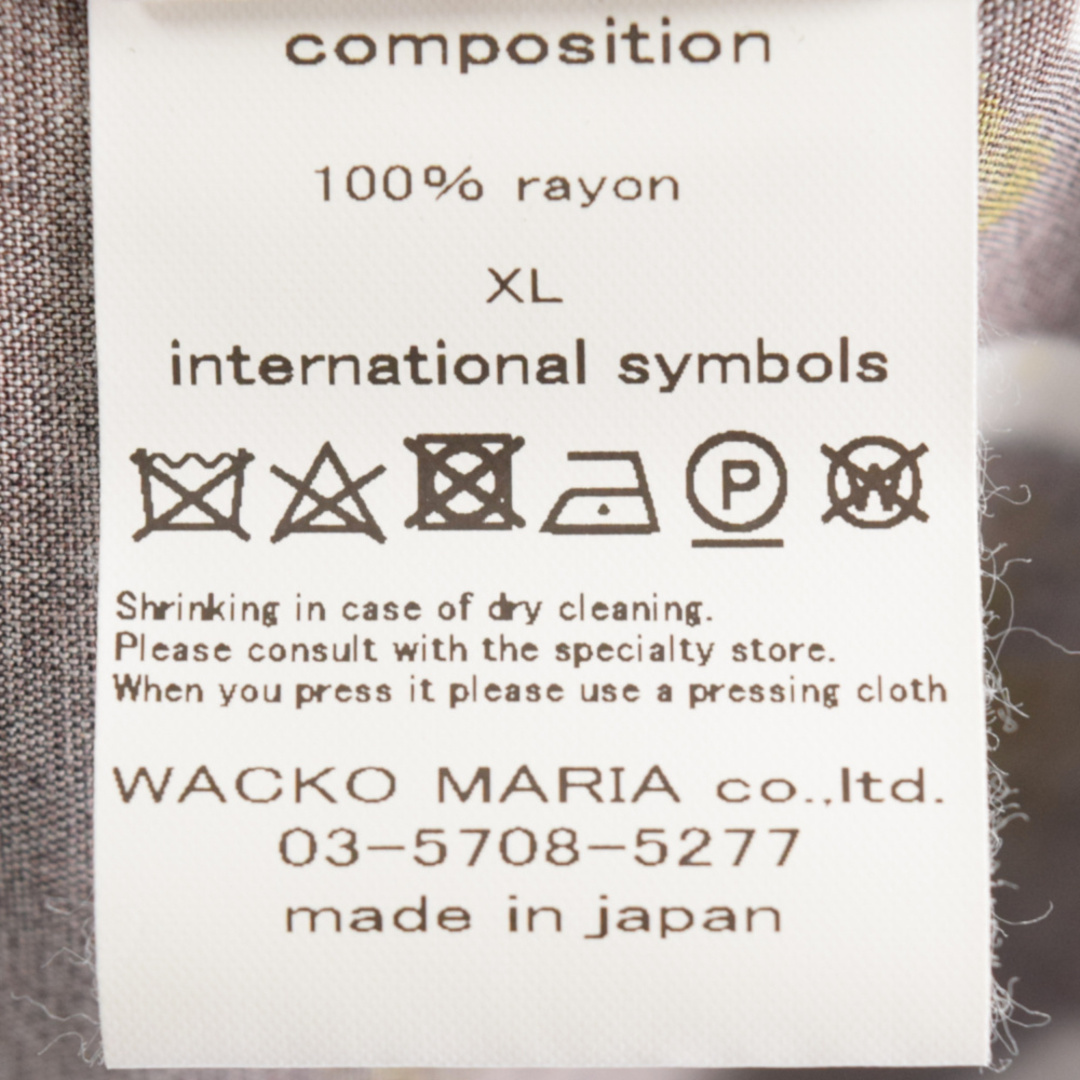 composition
100% rayon
XL
international symbols
P W
Shrinking in case of dry cleaning.
Please consult with the specialty store.
When you press it please use a pressing cloth
WACKO MARIA co.,ltd.
03-5708-5277
made in japan